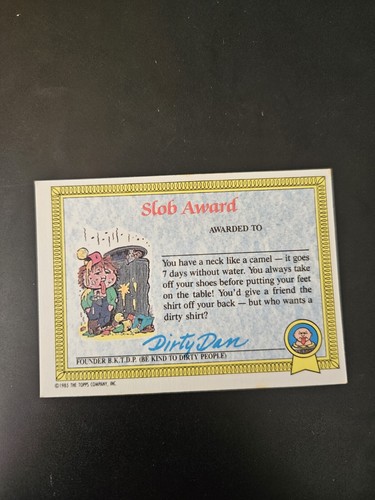 Slob Award
AWARDED TO
You have a neck like a camel — it goes
7 days without water. You always take
off your shoes before putting your feet
on the table! You'd give a friend the
shirt off your back — but who wants a
dirty shirt?
Dirty Dan
FOUNDER B.K.T.D.P. (BE KIND TO DIRTY PEOPLE)
©1985 THE TOPPS COMPANY, INC.